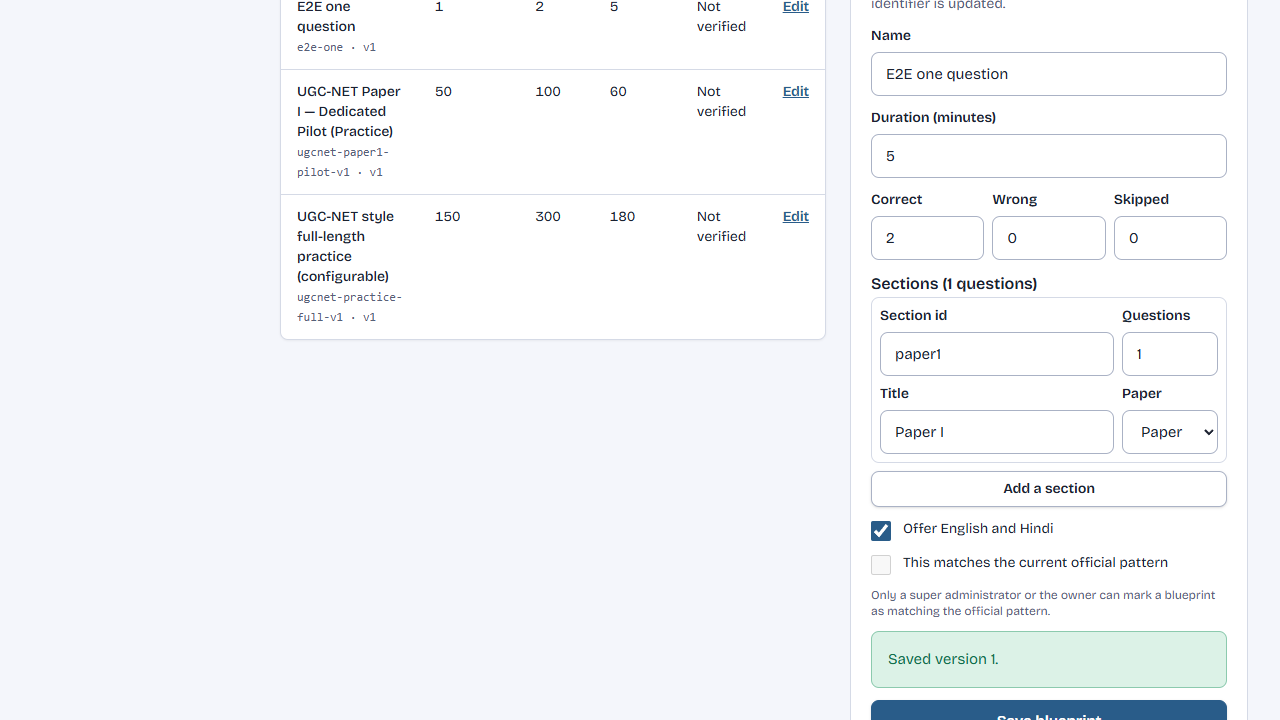 E2E one question
e2e-one · v1
1
2
5
Not verified
Edit
UGC-NET Paper
I — Dedicated
Pilot (Practice)
ugcnet-paper1-
pilot-v1 · v1
50
100
60
Not verified
Edit
UGC-NET style
full-length
practice
(configurable)
ugcnet-practice-
full-v1 · v1
150
300
180
Not verified
Edit
identifier is updated.
Name
E2E one question
Duration (minutes)
5
Correct Wrong Skipped
2 0 0
Sections (1 questions)
Section id Questions
paper1 1
Title Paper
Paper I Paper
Add a section
Offer English and Hindi
This matches the current official pattern
Only a super administrator or the owner can mark a blueprint
as matching the official pattern.
Saved version 1.
Save blueprint